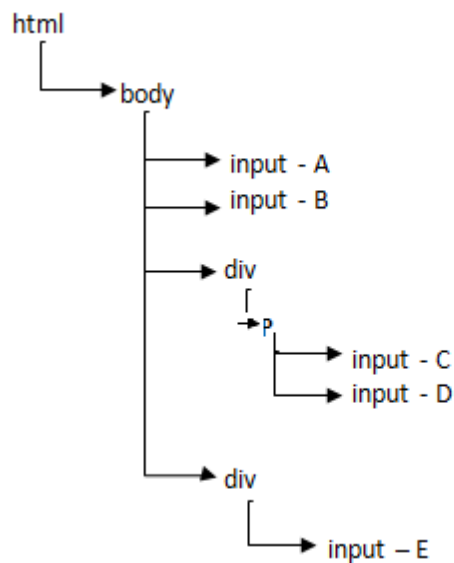 html
body
input - A
input - B
div
P
input - C
input - D
div
input – E